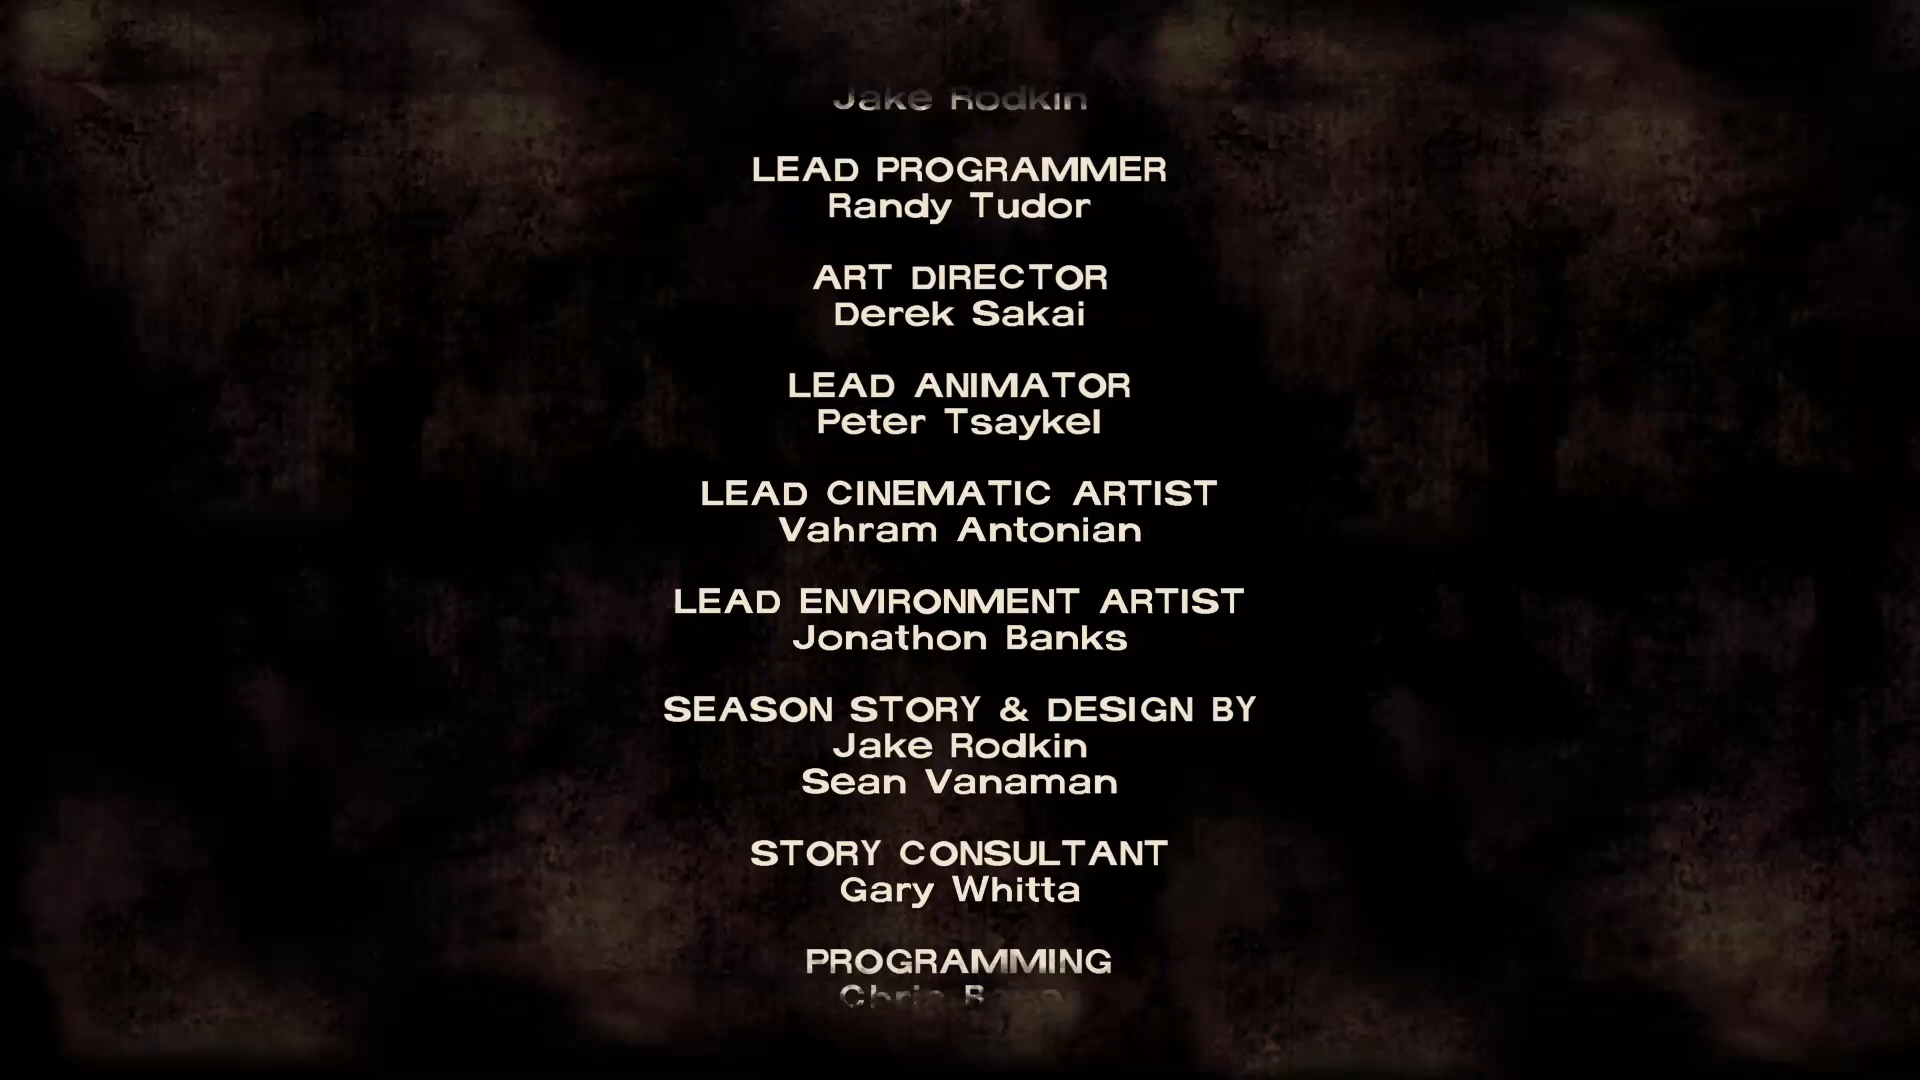 Jake Rodkin
LEAD PROGRAMMER
Randy Tudor
ART DIRECTOR
Derek Sakai
LEAD ANIMATOR
Peter Tsaykel
LEAD CINEMATIC ARTIST
Vahram Antonian
LEAD ENVIRONMENT ARTIST
Jonathon Banks
SEASON STORY & DESIGN BY
Jake Rodkin
Sean Vanaman
STORY CONSULTANT
Gary Whitta
PROGRAMMING
Chris